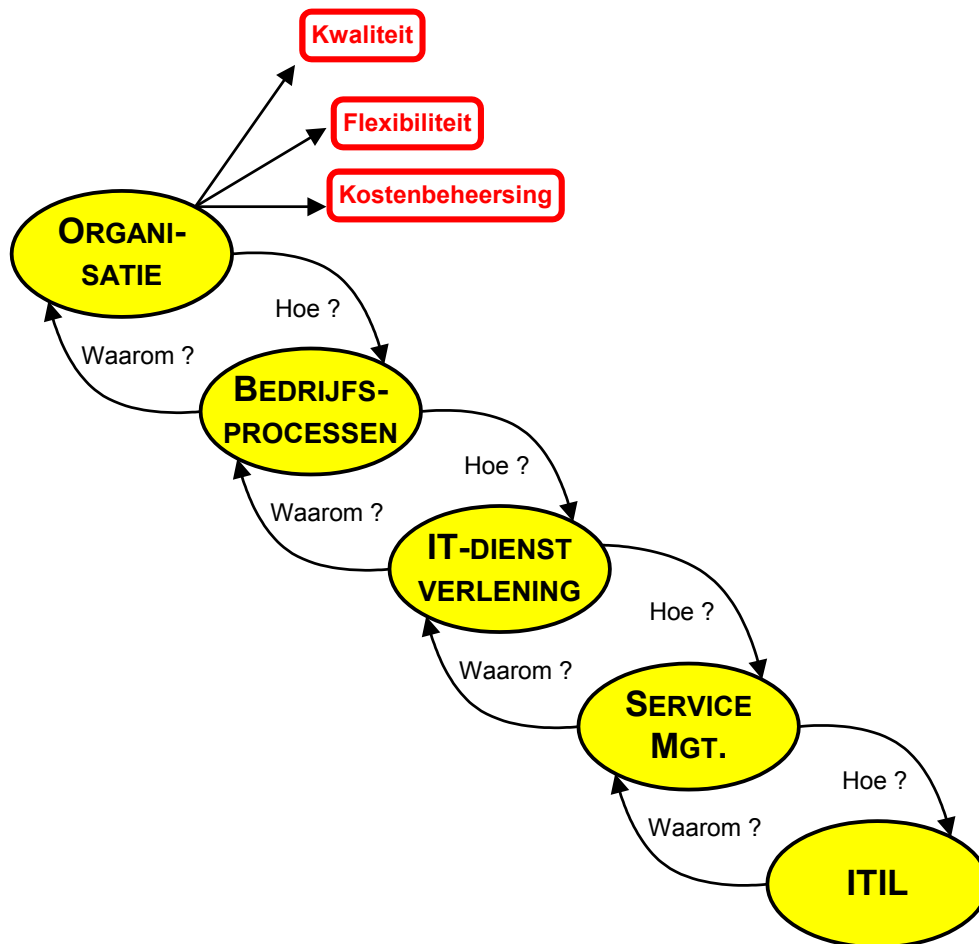 Kwaliteit
Flexibiliteit
Kostenbeheersing
ORGANI-
SATIE
Hoe ?
Waarom ?
BEDRIJFS-
PROCESSEN
Hoe ?
Waarom ?
IT-DIENST
VERLENING
Hoe ?
Waarom ?
SERVICE
MGT.
Hoe ?
Waarom ?
ITIL